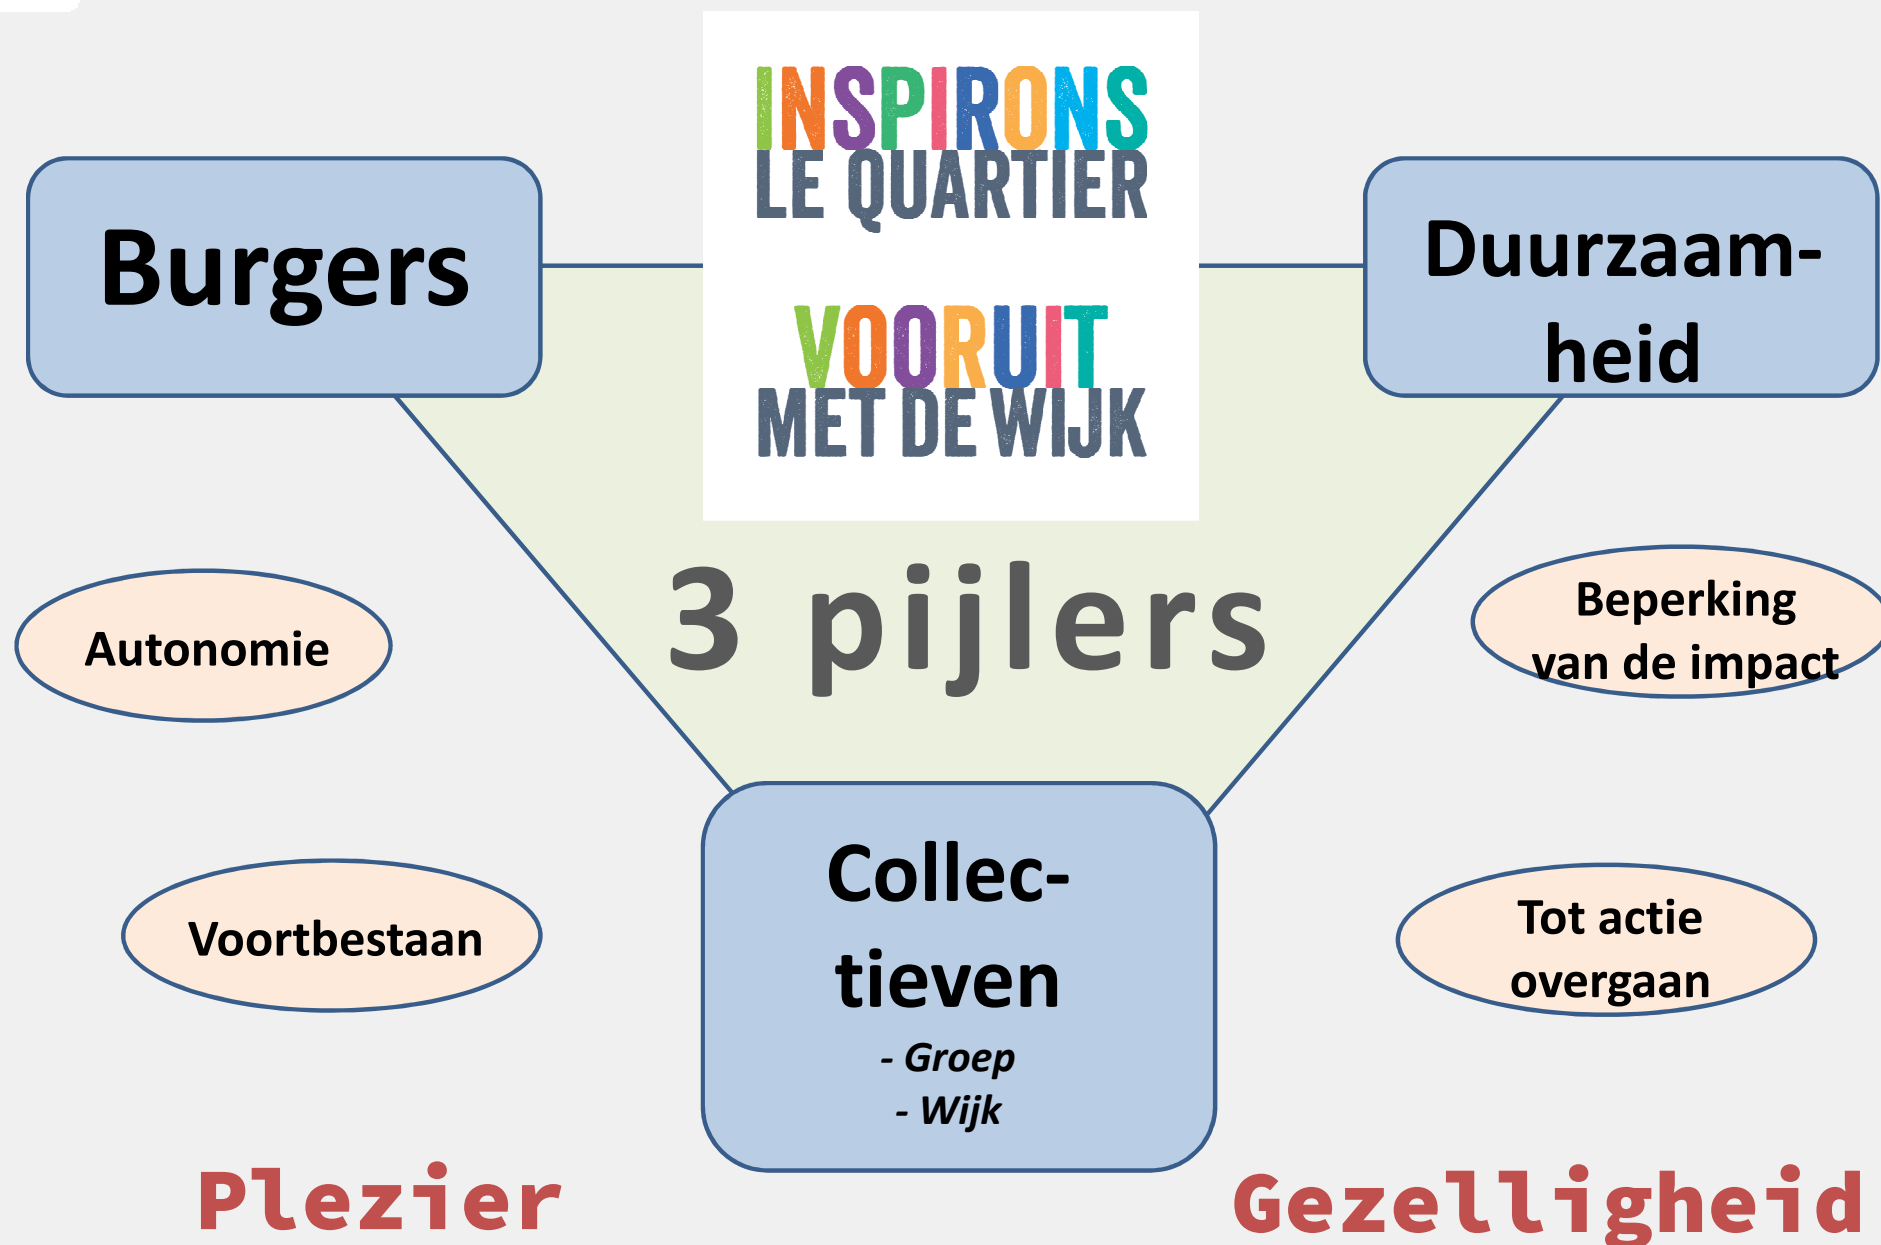 INSPIRONS
LE QUARTIER
VOORUIT
MET DE WIJK
Burgers
Duurzaam-
heid
3 pijlers
Autonomie
Beperking
van de impact
Voortbestaan
Collec-
tieven
- Groep
- Wijk
Tot actie
overgaan
Plezier
Gezelligheid